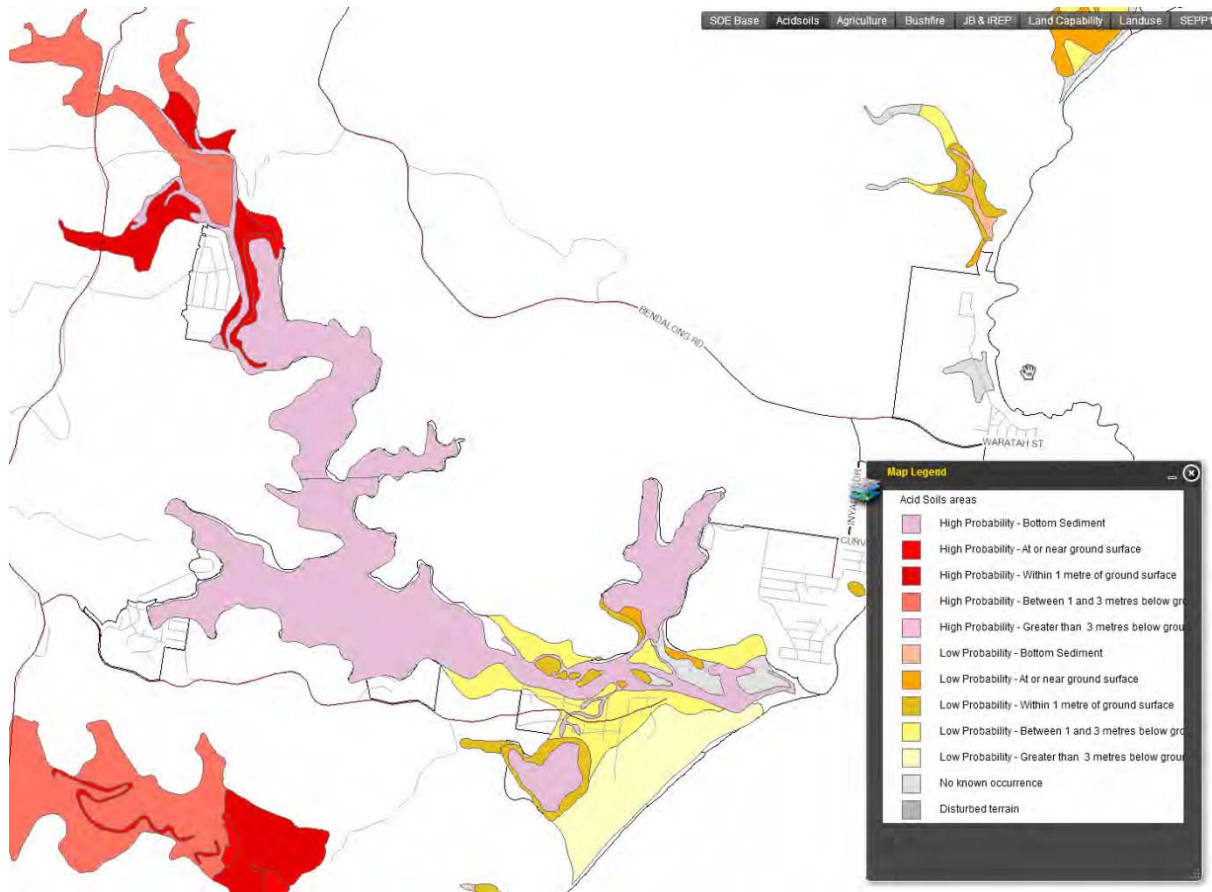 SOE Base Acidsoils Agriculture Bushfire JB & IREP Land Capability Landuse SEPP1
BENDALONG RD
WARATAH ST
Map Legend
Acid Soils areas
High Probability - Bottom Sediment
High Probability - At or near ground surface
High Probability - Within 1 metre of ground surface
High Probability - Between 1 and 3 metres below gro
High Probability - Greater than 3 metres below grou
Low Probability - Bottom Sediment
Low Probability - At or near ground surface
Low Probability - Within 1 metre of ground surface
Low Probability - Between 1 and 3 metres below gro
Low Probability - Greater than 3 metres below groun
No known occurrence
Disturbed terrain